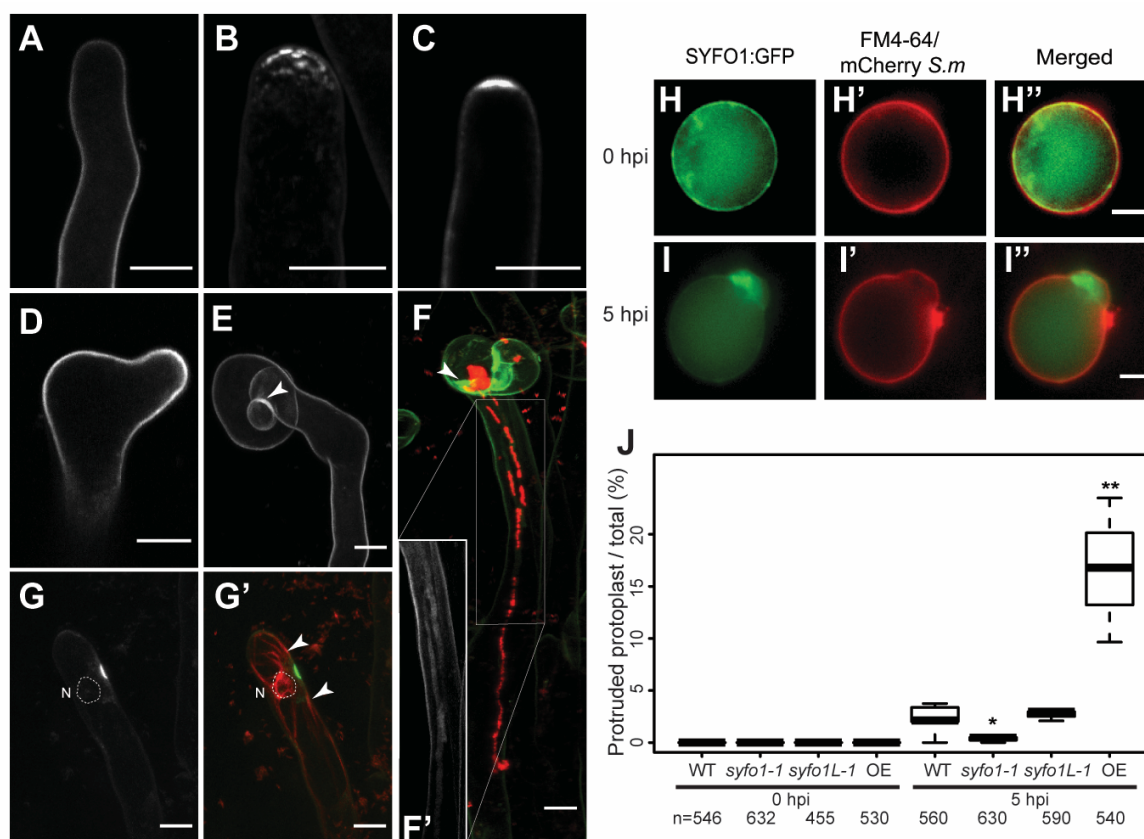 A
B
C
D
E
F
F'
G
N
G'
N
SYFO1:GFP
FM4-64/
mCherry S.m
Merged
H
H'
H''
0 hpi
I
I'
I''
5 hpi
J
Protruded protoplast / total (%)
20
15
10
5
0
WT syfo1-1 syfo1L-1 OE WT syfo1-1 syfo1L-1 OE
* **
0 hpi 5 hpi
n=546 632 455 530 560 630 590 540